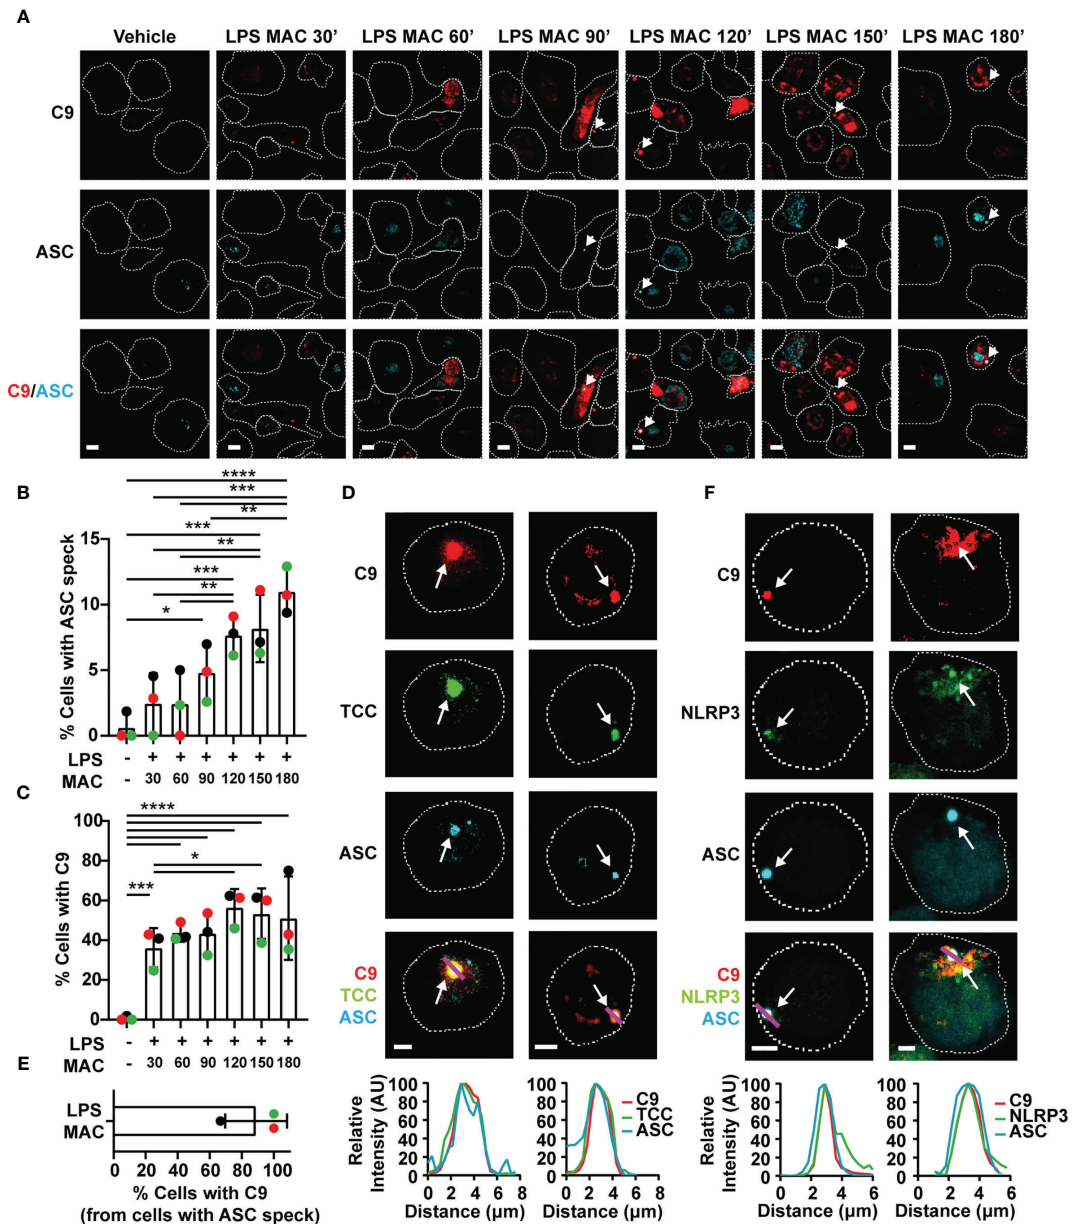 A
Vehicle LPS MAC 30' LPS MAC 60' LPS MAC 90' LPS MAC 120' LPS MAC 150' LPS MAC 180'
C9
ASC
C9/ASC
B
****
***
**
***
**
***
**
*
% Cells with ASC speck
15
10
5
0
LPS - + + + + + +
MAC - 30 60 90 120 150 180
C
****
*
***
% Cells with C9
100
80
60
40
20
0
LPS - + + + + + +
MAC - 30 60 90 120 150 180
E
LPS
MAC
0 20 40 60 80 100
% Cells with C9
(from cells with ASC speck)
D
C9
TCC
ASC
C9
TCC
ASC
Relative
Intensity (AU)
100
80
60
40
20
0
0 2 4 6 8
Distance (µm)
100
80
60
40
20
0
0 2 4 6 8
Distance (µm)
C9
TCC
ASC
F
C9
NLRP3
ASC
C9
NLRP3
ASC
Relative
Intensity (AU)
100
80
60
40
20
0
0 2 4 6
Distance (µm)
100
80
60
40
20
0
0 2 4 6
Distance (µm)
C9
NLRP3
ASC